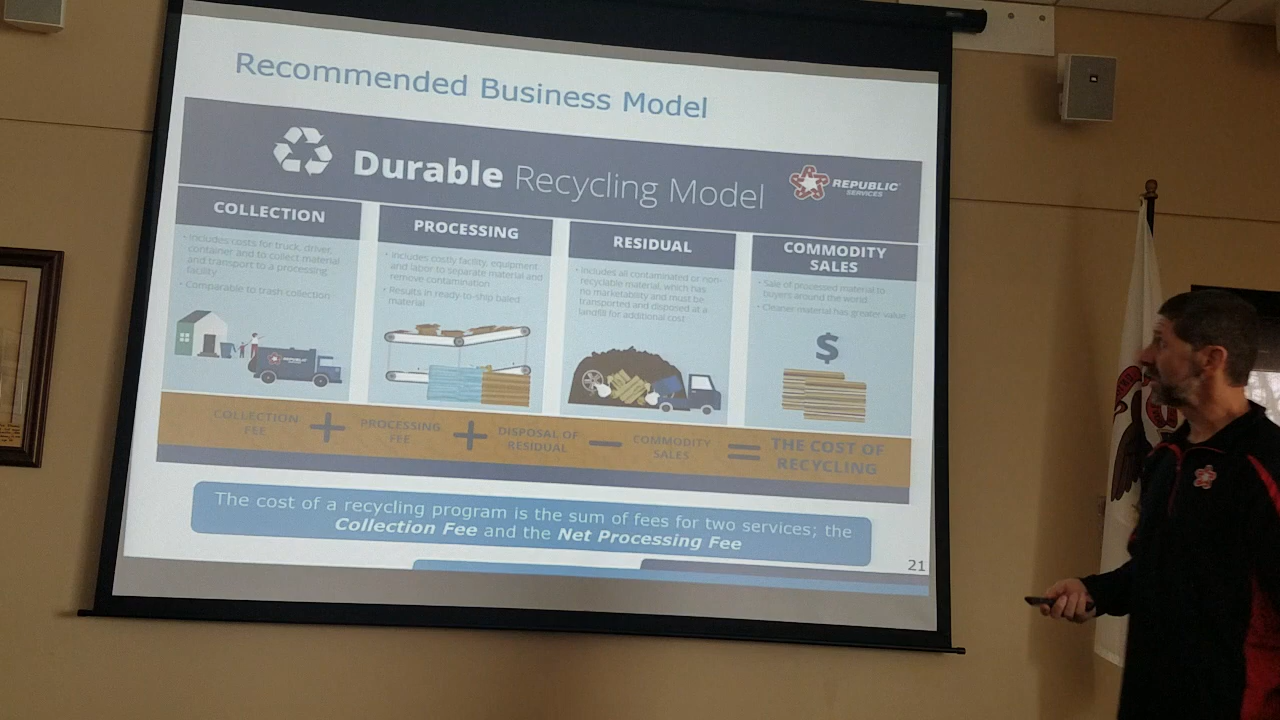 Recommended Business Model
Durable Recycling Model
REPUBLIC
SERVICES
COLLECTION
• Includes costs for truck, driver,
container and to collect material
and transport to a processing
facility
• Comparable to trash collection
REPUBLIC
PROCESSING
• Includes costly facility, equipment
and labor to separate material and
remove contamination
• Results in ready-to-ship baled
material
RESIDUAL
• Includes all contaminated or non-
recyclable material, which has
no marketability and must be
transported and disposed at a
landfill for additional cost
COMMODITY
SALES
• Sale of processed material to
buyers around the world
• Cleaner material has greater value
$
COLLECTION
FEE
+
PROCESSING
FEE
+
DISPOSAL OF
RESIDUAL
−
COMMODITY
SALES
=
THE COST OF
RECYCLING
The cost of a recycling program is the sum of fees for two services; the
Collection Fee and the Net Processing Fee
21
JBL